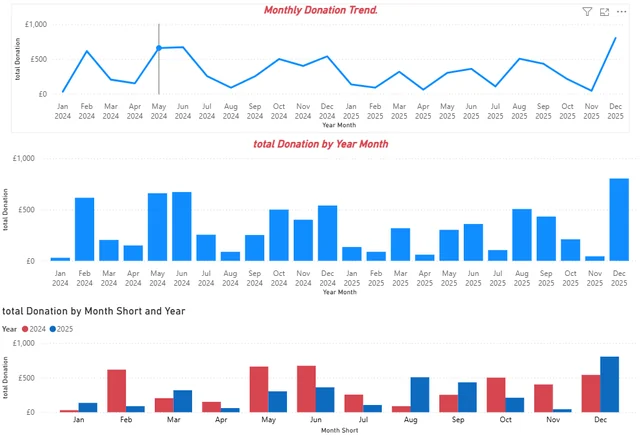 Monthly Donation Trend.
£1,000
£500
£0
total Donation
Jan Feb Mar Apr May Jun Jul Aug Sep Oct Nov Dec Jan Feb Mar Apr May Jun Jul Aug Sep Oct Nov Dec
2024 2024 2024 2024 2024 2024 2024 2024 2024 2024 2024 2024 2025 2025 2025 2025 2025 2025 2025 2025 2025 2025 2025 2025
Year Month
total Donation by Year Month
£1,000
£500
£0
total Donation
Jan Feb Mar Apr May Jun Jul Aug Sep Oct Nov Dec Jan Feb Mar Apr May Jun Jul Aug Sep Oct Nov Dec
2024 2024 2024 2024 2024 2024 2024 2024 2024 2024 2024 2024 2025 2025 2025 2025 2025 2025 2025 2025 2025 2025 2025 2025
Year Month
total Donation by Month Short and Year
Year 2024 2025
£1,000
£500
£0
total Donation
Jan Feb Mar Apr May Jun Jul Aug Sep Oct Nov Dec
Month Short